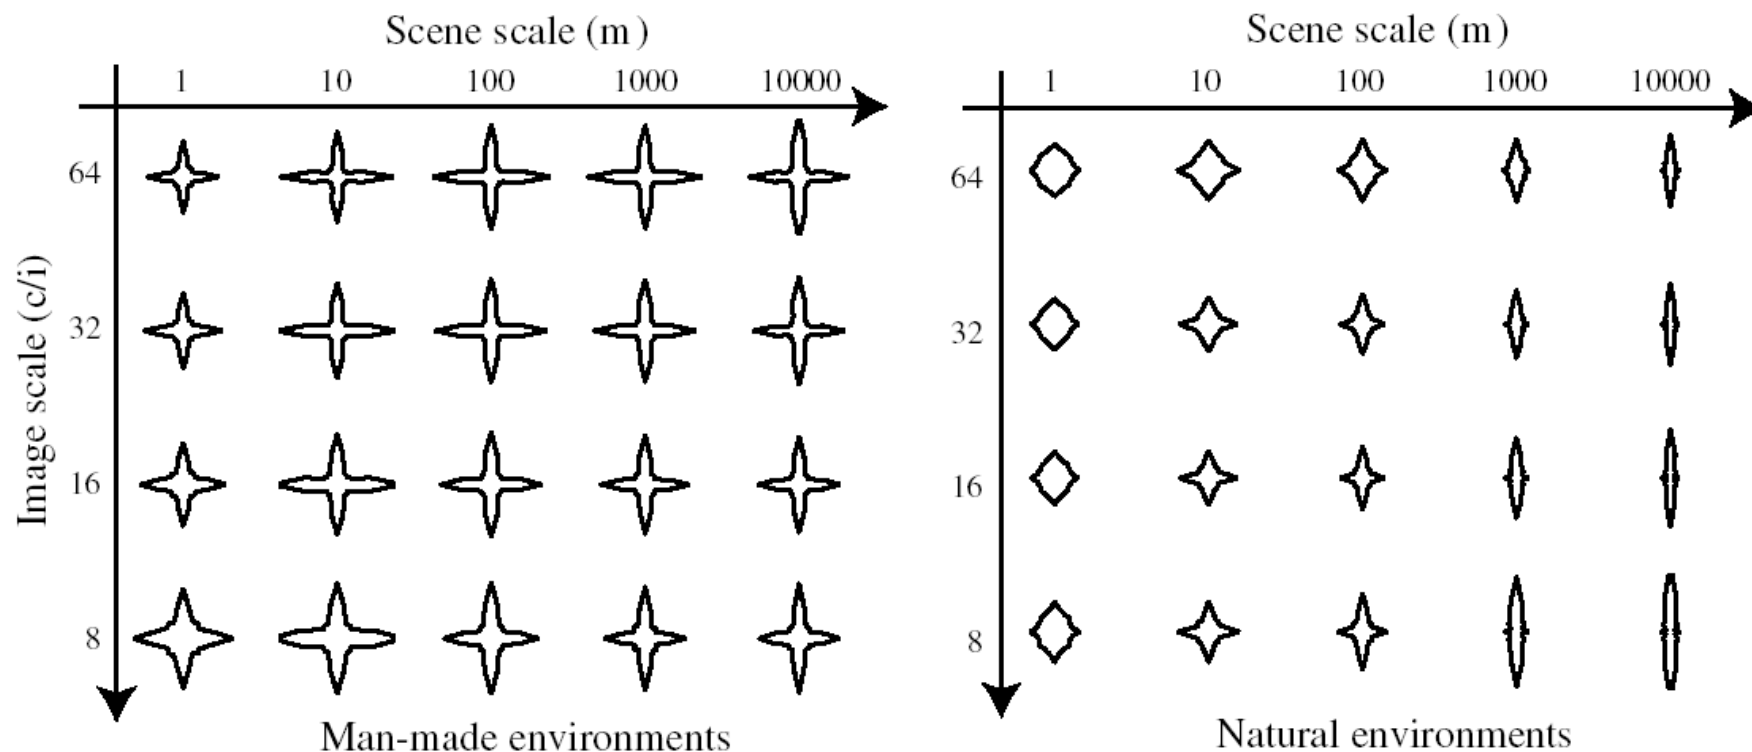 Scene scale (m)
1 10 100 1000 10000
64
32
16
8
Image scale (c/i)
Man-made environments
Scene scale (m)
1 10 100 1000 10000
64
32
16
8
Natural environments